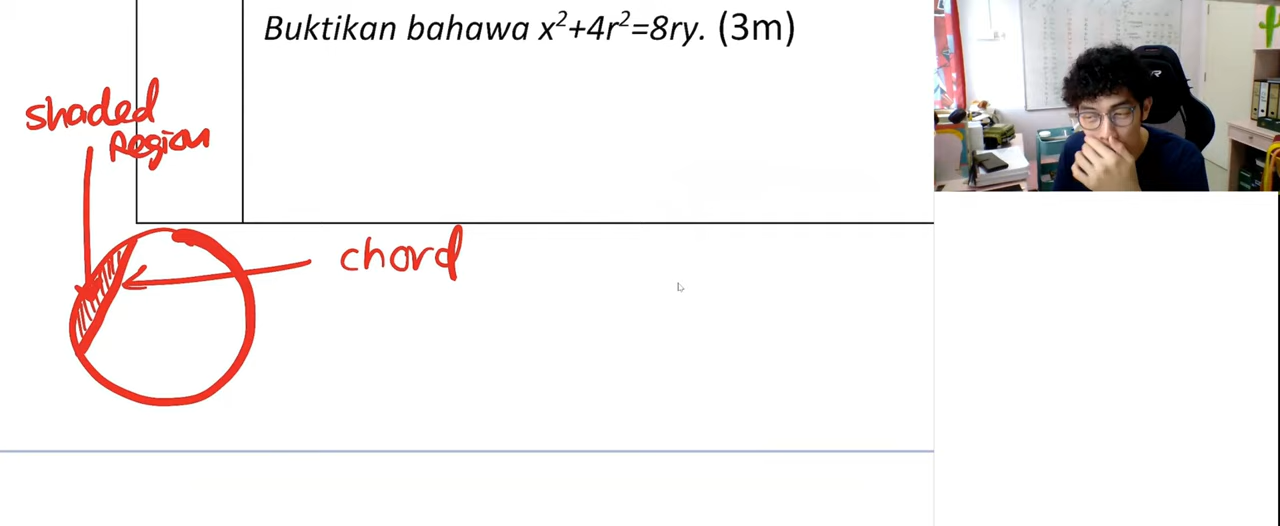 Buktikan bahawa x²+4r²=8ry. (3m)
shaded
Region
chord